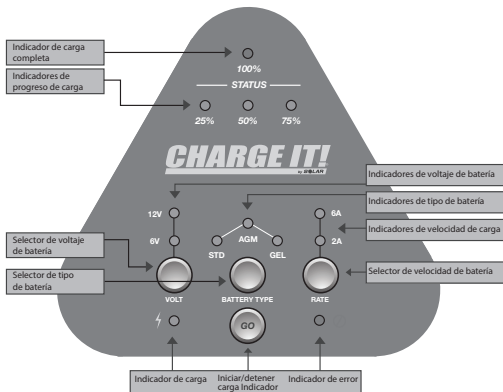 Indicador de carga
completa
Indicadores de
progreso de carga
100%
STATUS
25% 50% 75%
CHARGE IT!
by SOLAR
Indicadores de voltaje de batería
Indicadores de tipo de batería
Indicadores de velocidad de carga
12V
6V
AGM
STD
GEL
6A
2A
Selector de voltaje
de batería
Selector de tipo
de batería
Selector de velocidad de batería
VOLT
BATTERY TYPE
RATE
GO
Indicador de carga
Iniciar/detener
carga Indicador
Indicador de error